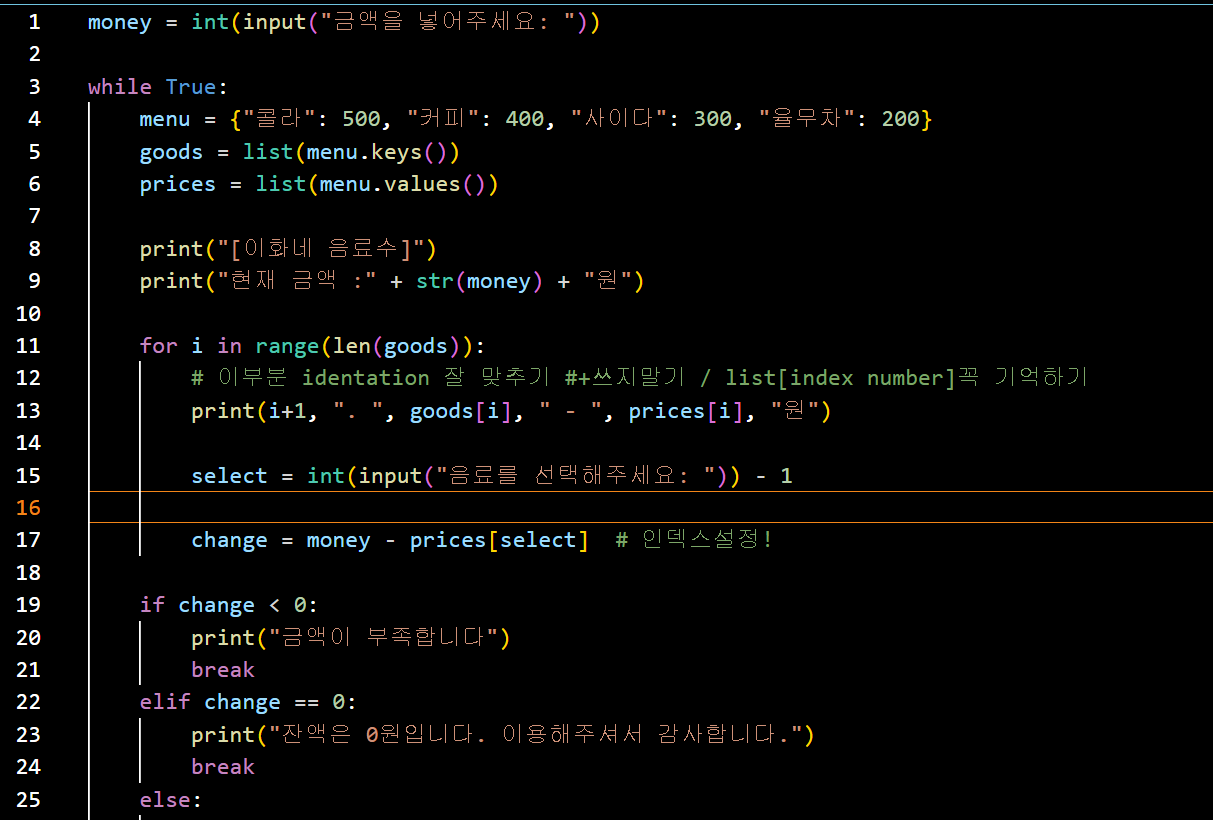 1 money = int(input("금액을 넣어주세요: "))
2
3 while True:
4     menu = {"콜라": 500, "커피": 400, "사이다": 300, "율무차": 200}
5     goods = list(menu.keys())
6     prices = list(menu.values())
7
8     print("[이화네 음료수]")
9     print("현재 금액 :" + str(money) + "원")
10
11     for i in range(len(goods)):
12         # 이부분 identation 잘 맞추기 #+쓰지말기 / list[index number]꼭 기억하기
13         print(i+1, ". ", goods[i], " - ", prices[i], "원")
14
15         select = int(input("음료를 선택해주세요: ")) - 1
16
17         change = money - prices[select]  # 인덱스설정!
18
19     if change < 0:
20         print("금액이 부족합니다")
21         break
22     elif change == 0:
23         print("잔액은 0원입니다. 이용해주셔서 감사합니다.")
24         break
25     else: